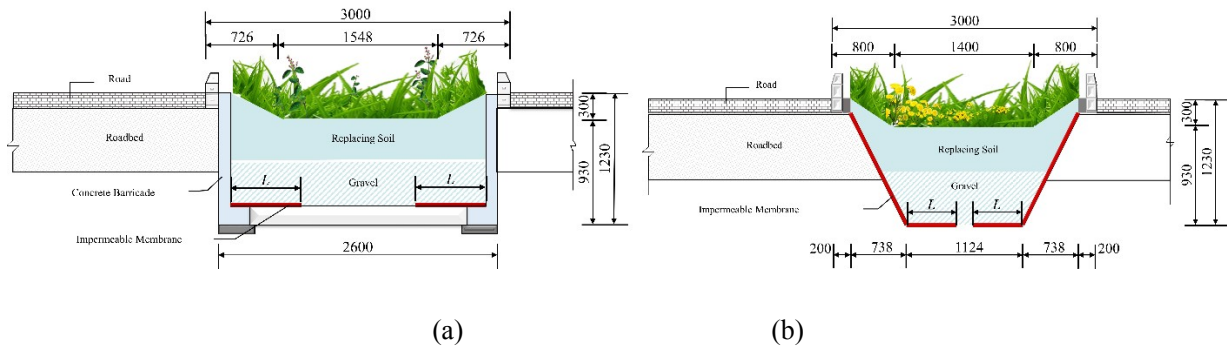 3000
726
1548
726
Road
Roadbed
Replacing Soil
Gravel
L
L
Concrete Barricade
Impermeable Membrane
300
930
1230
2600
(a)
3000
800
1400
800
Road
Roadbed
Replacing Soil
Gravel
L
L
Impermeable Membrane
300
930
1230
200
738
1124
738
200
(b)